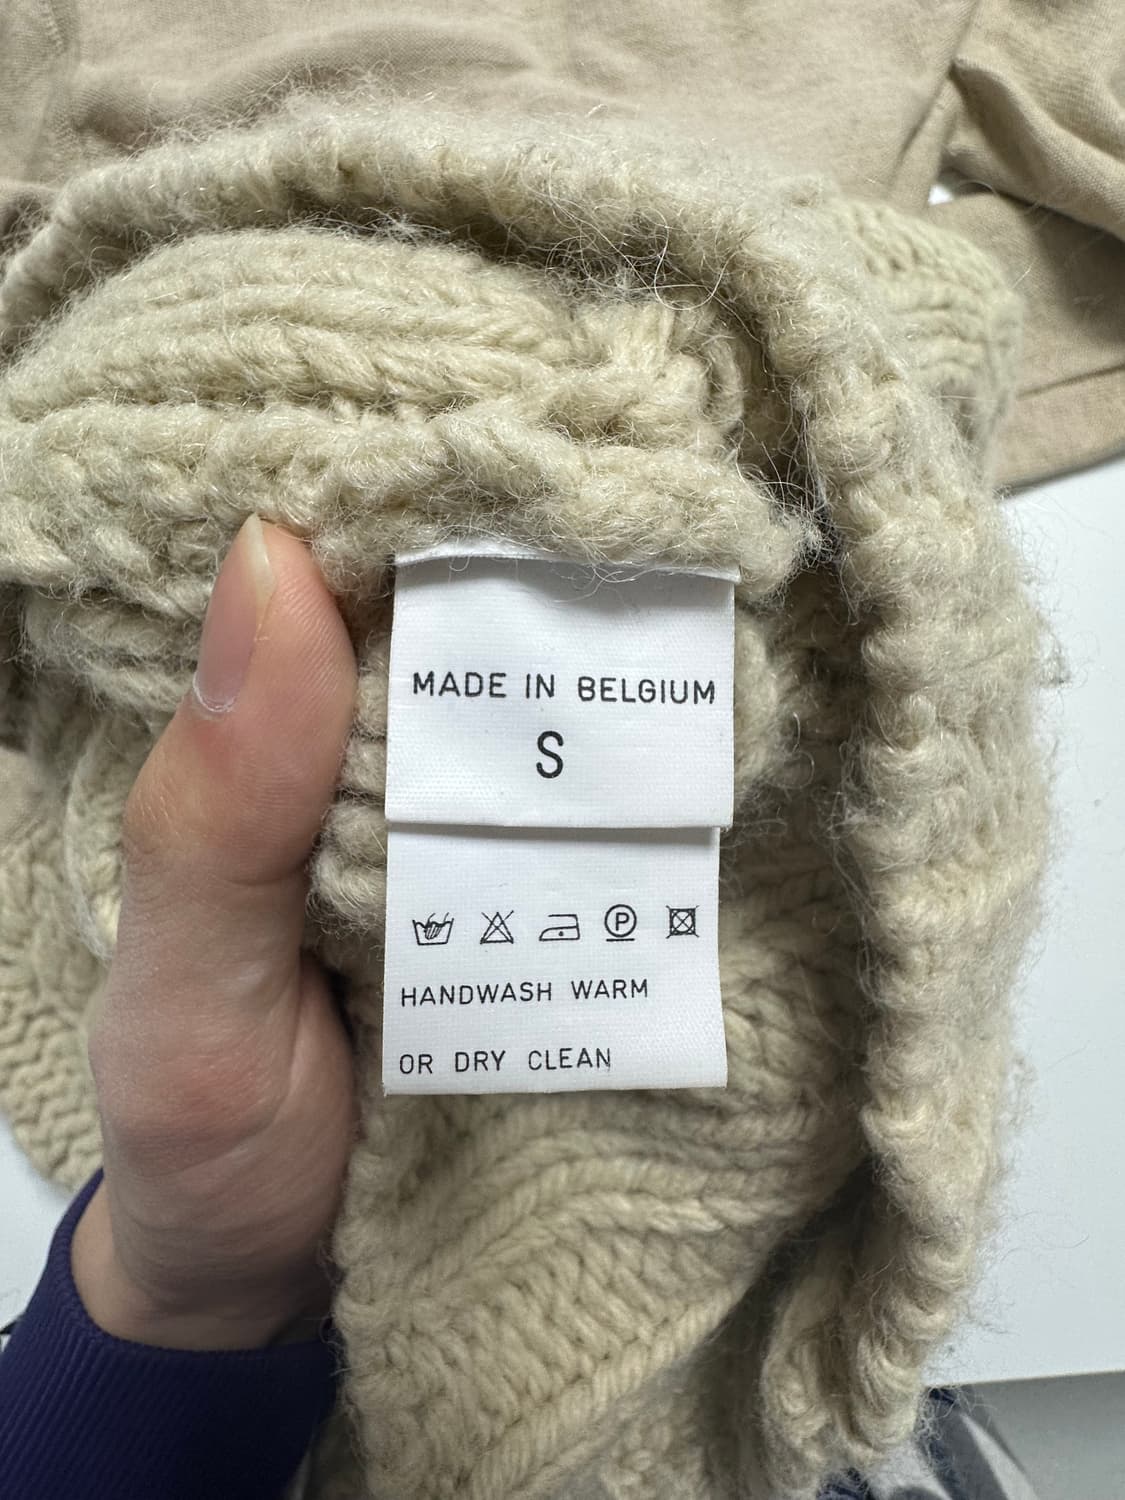 MADE IN BELGIUM
S
P
HANDWASH WARM
OR DRY CLEAN